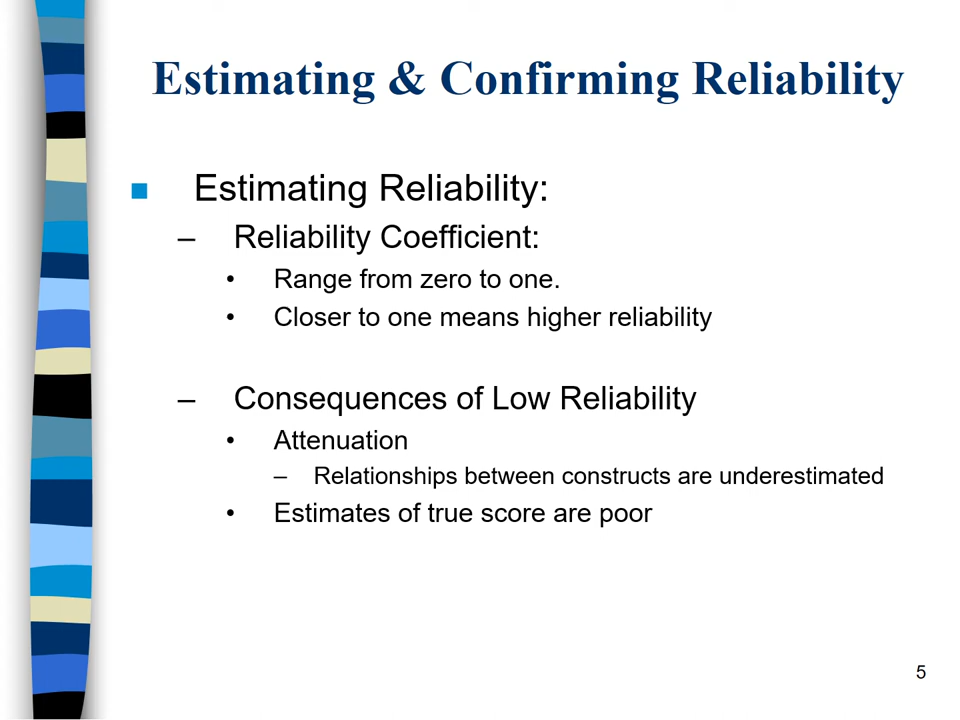 Estimating & Confirming Reliability
■ Estimating Reliability:
– Reliability Coefficient:
• Range from zero to one.
• Closer to one means higher reliability
– Consequences of Low Reliability
• Attenuation
– Relationships between constructs are underestimated
• Estimates of true score are poor
5